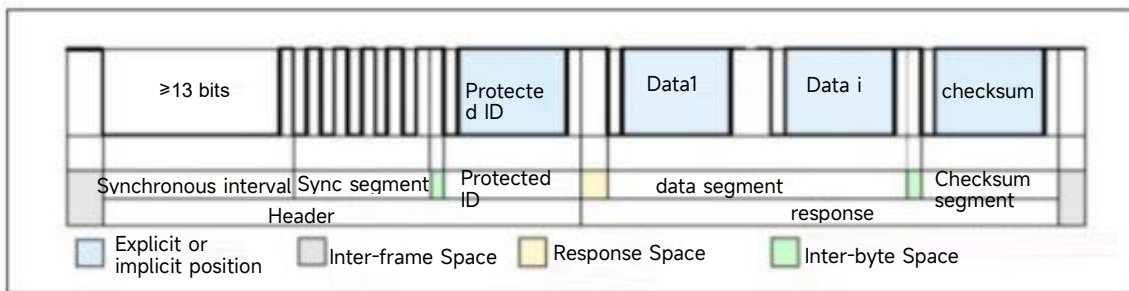 ≥13 bits
Protecte
d ID
Data1
Data i
checksum
Synchronous interval
Sync segment
Protected
ID
data segment
Checksum
segment
Header
response
Explicit or
implicit position
Inter-frame Space
Response Space
Inter-byte Space